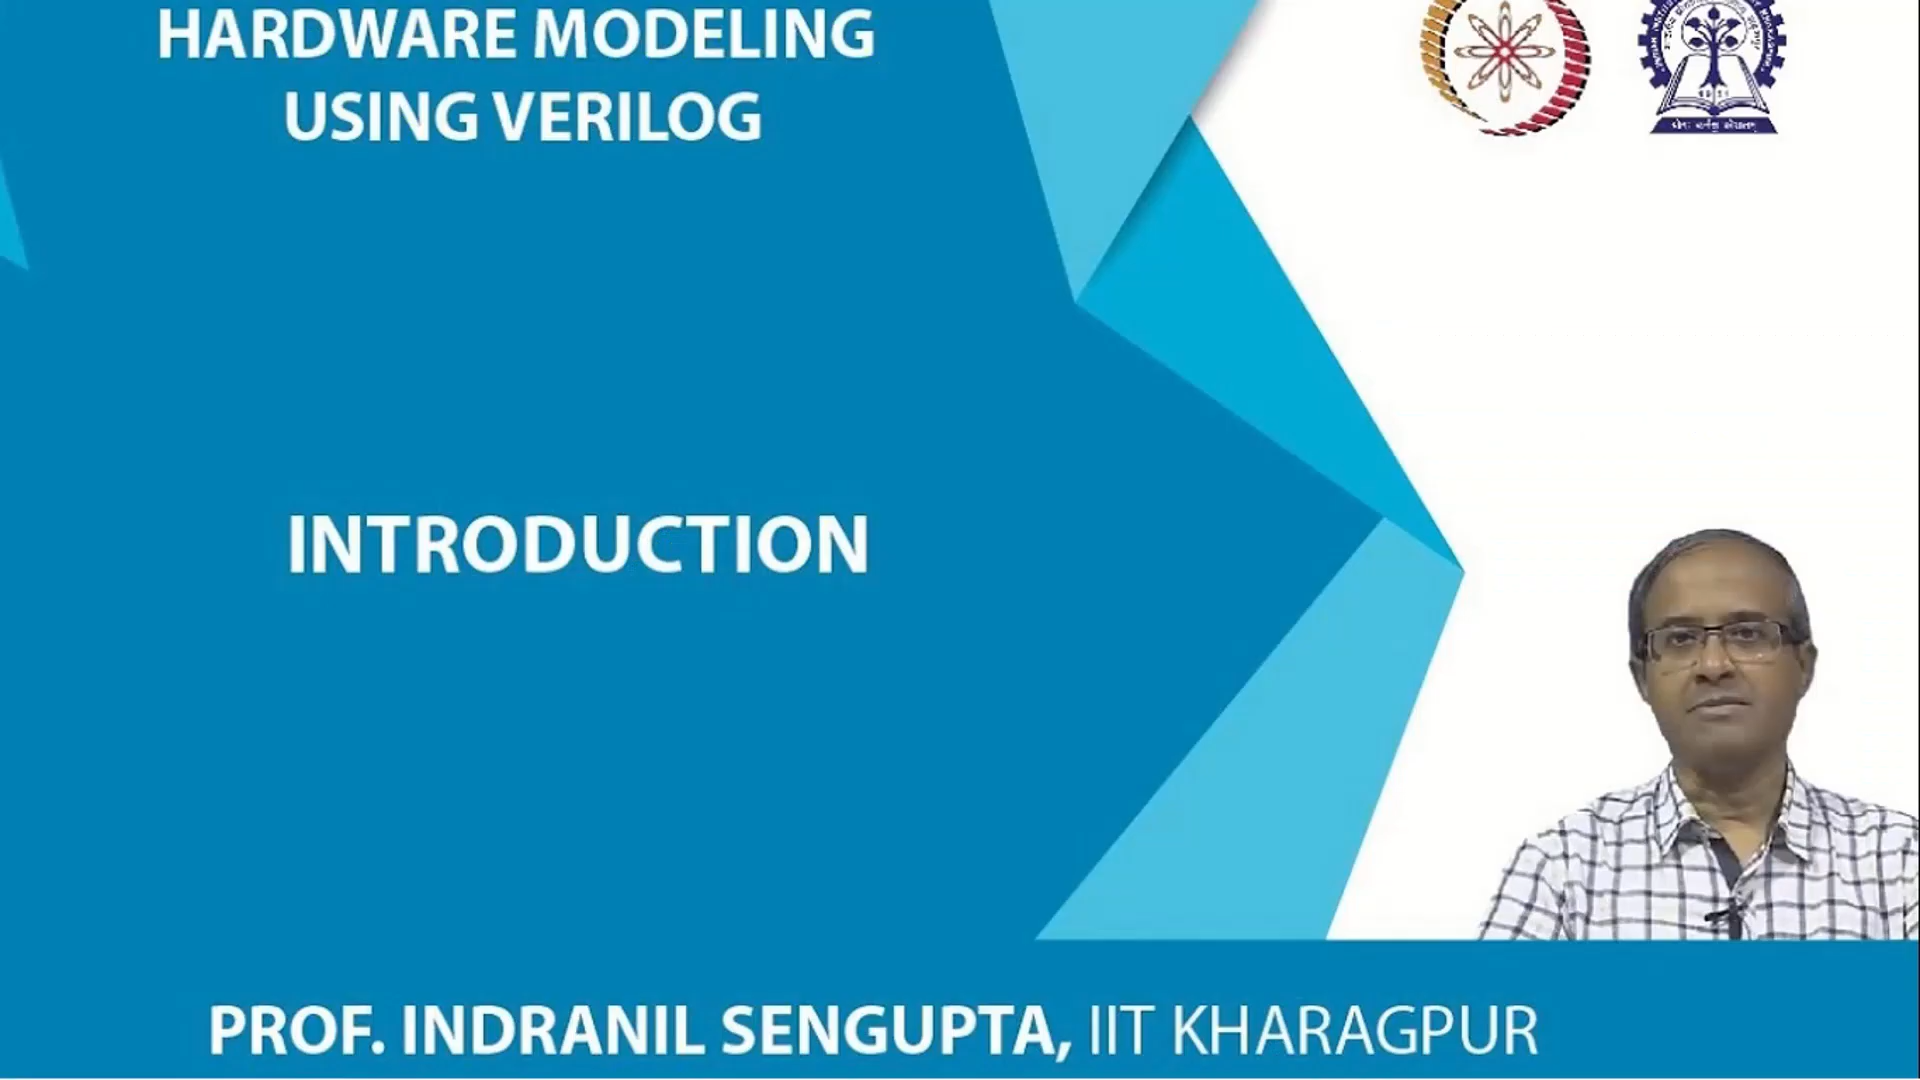 HARDWARE MODELING
USING VERILOG
INTRODUCTION
PROF. INDRANIL SENGUPTA, IIT KHARAGPUR